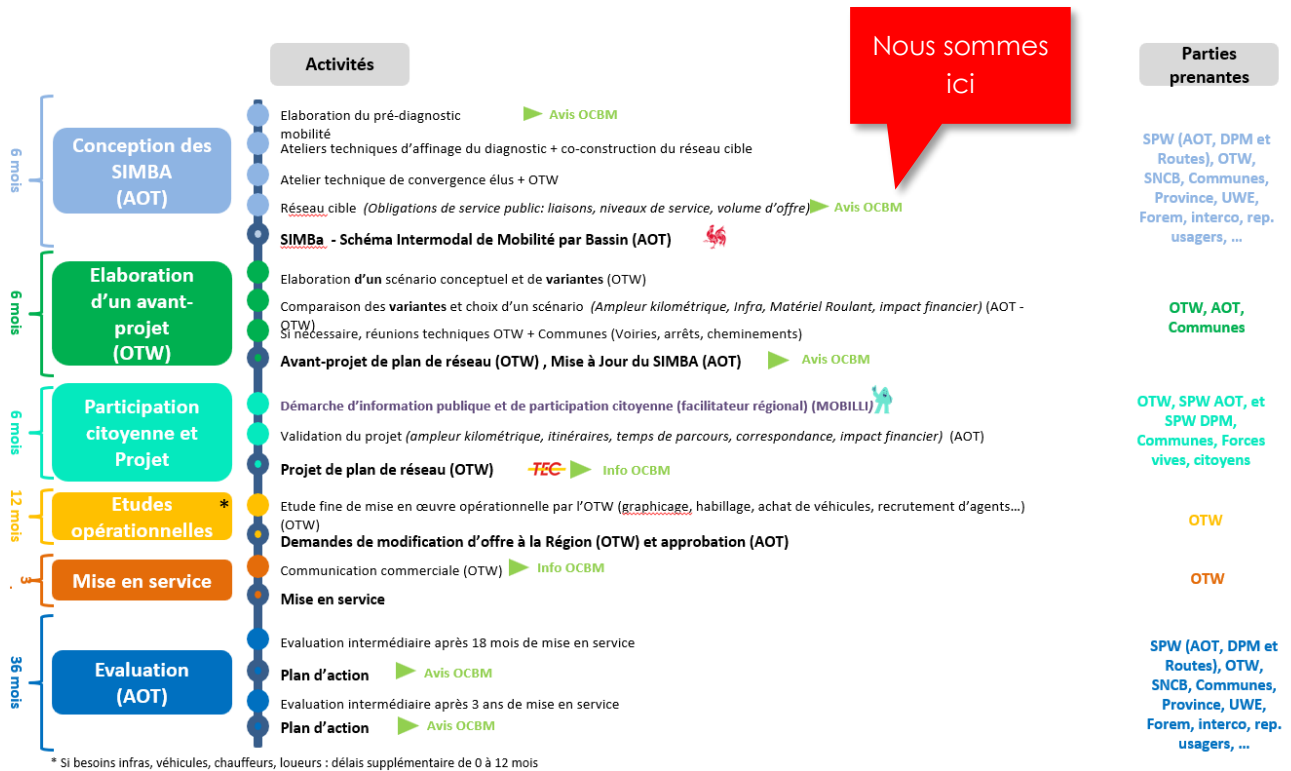 Nous sommes
ici
Activités
Parties
prenantes
6 mois
Conception des
SIMBA
(AOT)
Elaboration du pré-diagnostic
mobilité
Avis OCBM
Ateliers techniques d'affinage du diagnostic + co-construction du réseau cible
Atelier technique de convergence élus + OTW
Réseau cible (Obligations de service public: liaisons, niveaux de service, volume d'offre)
Avis OCBM
SIMBa - Schéma Intermodal de Mobilité par Bassin (AOT)
SPW (AOT, DPM et
Routes), OTW,
SNCB, Communes,
Province, UWE,
Forem, interco, rep.
usagers, ...
6 mois
Elaboration
d'un avant-
projet
(OTW)
Elaboration d'un scénario conceptuel et de variantes (OTW)
Comparaison des variantes et choix d'un scénario (Ampleur kilométrique, Infra, Matériel Roulant, impact financier) (AOT -
OTW)
Si nécessaire, réunions techniques OTW + Communes (Voiries, arrêts, cheminements)
Avant-projet de plan de réseau (OTW) , Mise à Jour du SIMBA (AOT)
Avis OCBM
OTW, AOT,
Communes
6 mois
Participation
citoyenne et
Projet
Démarche d'information publique et de participation citoyenne (facilitateur régional) (MOBILLI)
Validation du projet (ampleur kilométrique, itinéraires, temps de parcours, correspondance, impact financier) (AOT)
Projet de plan de réseau (OTW)
TEC
Info OCBM
OTW, SPW AOT, et
SPW DPM,
Communes, Forces
vives, citoyens
12 mois
Etudes *
opérationnelles
Etude fine de mise en œuvre opérationnelle par l'OTW (graphicage, habillage, achat de véhicules, recrutement d'agents...)
(OTW)
Demandes de modification d'offre à la Région (OTW) et approbation (AOT)
OTW
3
.
Mise en service
Communication commerciale (OTW)
Info OCBM
Mise en service
OTW
36 mois
Evaluation
(AOT)
Evaluation intermédiaire après 18 mois de mise en service
Plan d'action
Avis OCBM
Evaluation intermédiaire après 3 ans de mise en service
Plan d'action
Avis OCBM
SPW (AOT, DPM et
Routes), OTW,
SNCB, Communes,
Province, UWE,
Forem, interco, rep.
usagers, ...
* Si besoins infras, véhicules, chauffeurs, loueurs : délais supplémentaire de 0 à 12 mois